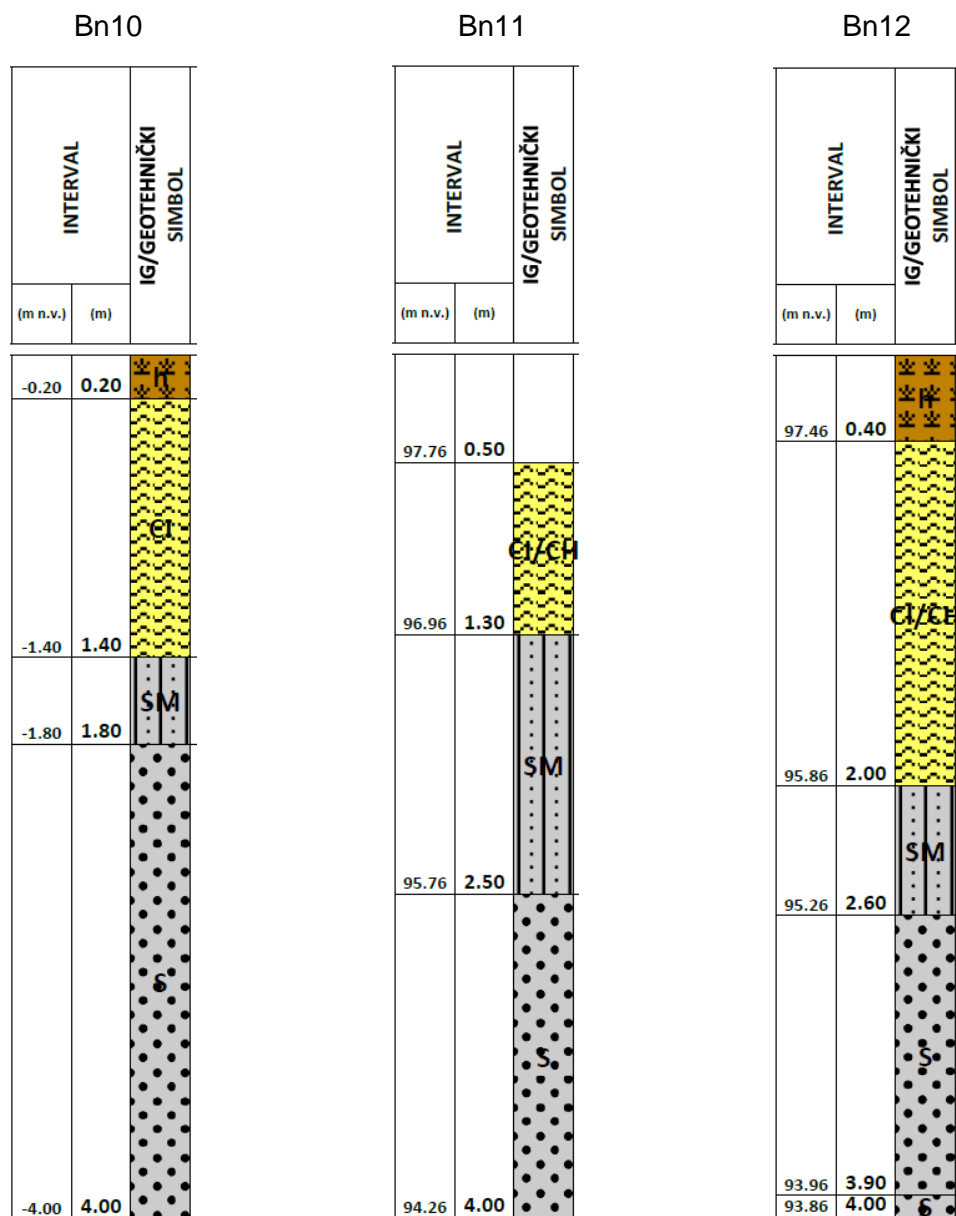 Bn10
Bn11
Bn12
INTERVAL
IG/GEOTEHNIČKI
SIMBOL
(m n.v.) (m)
-0.20 0.20
h
CI
-1.40 1.40
SM
-1.80 1.80
S
-4.00 4.00
INTERVAL
IG/GEOTEHNIČKI
SIMBOL
(m n.v.) (m)
97.76 0.50
CI/CH
96.96 1.30
SM
95.76 2.50
S
94.26 4.00
INTERVAL
IG/GEOTEHNIČKI
SIMBOL
(m n.v.) (m)
h
97.46 0.40
CI/CH
95.86 2.00
SM
95.26 2.60
S
93.96 3.90
93.86 4.00
S